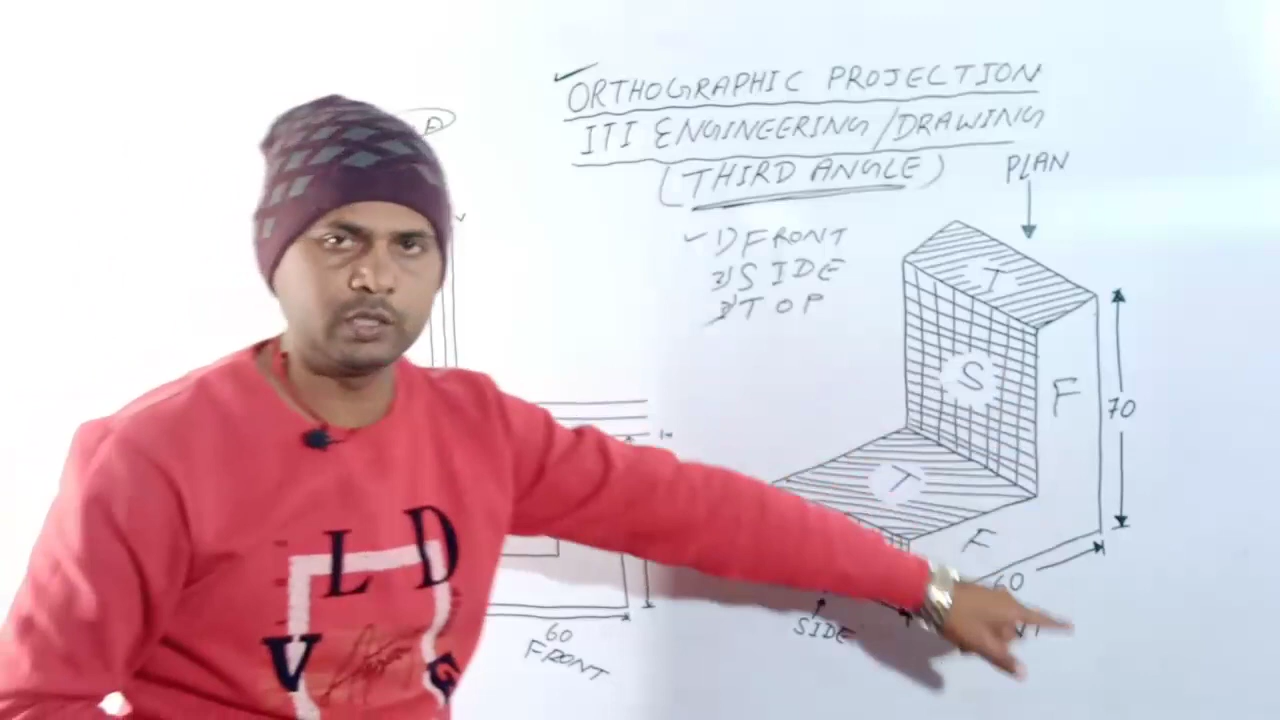 ORTHOGRAPHIC PROJECTION
ITI ENGINEERING/DRAWING
(THIRD ANGLE)
PLAN
1) FRONT
2) SIDE
3) TOP
T
S
F
70
T
F
60
SIDE
60
FRONT
L D
V E